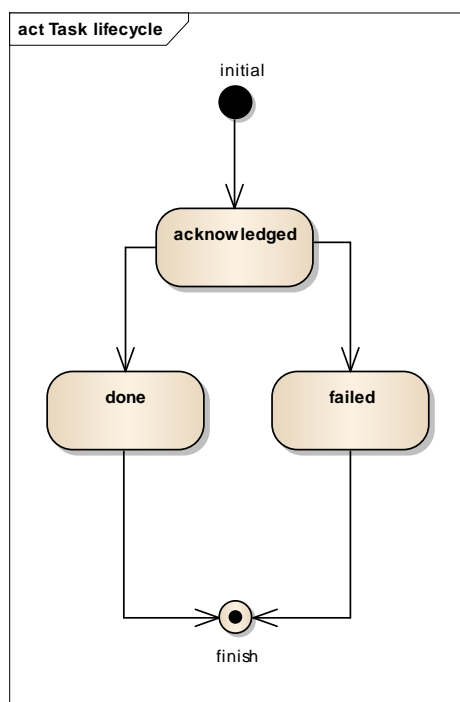 act Task lifecycle
initial
acknowledged
done
failed
finish